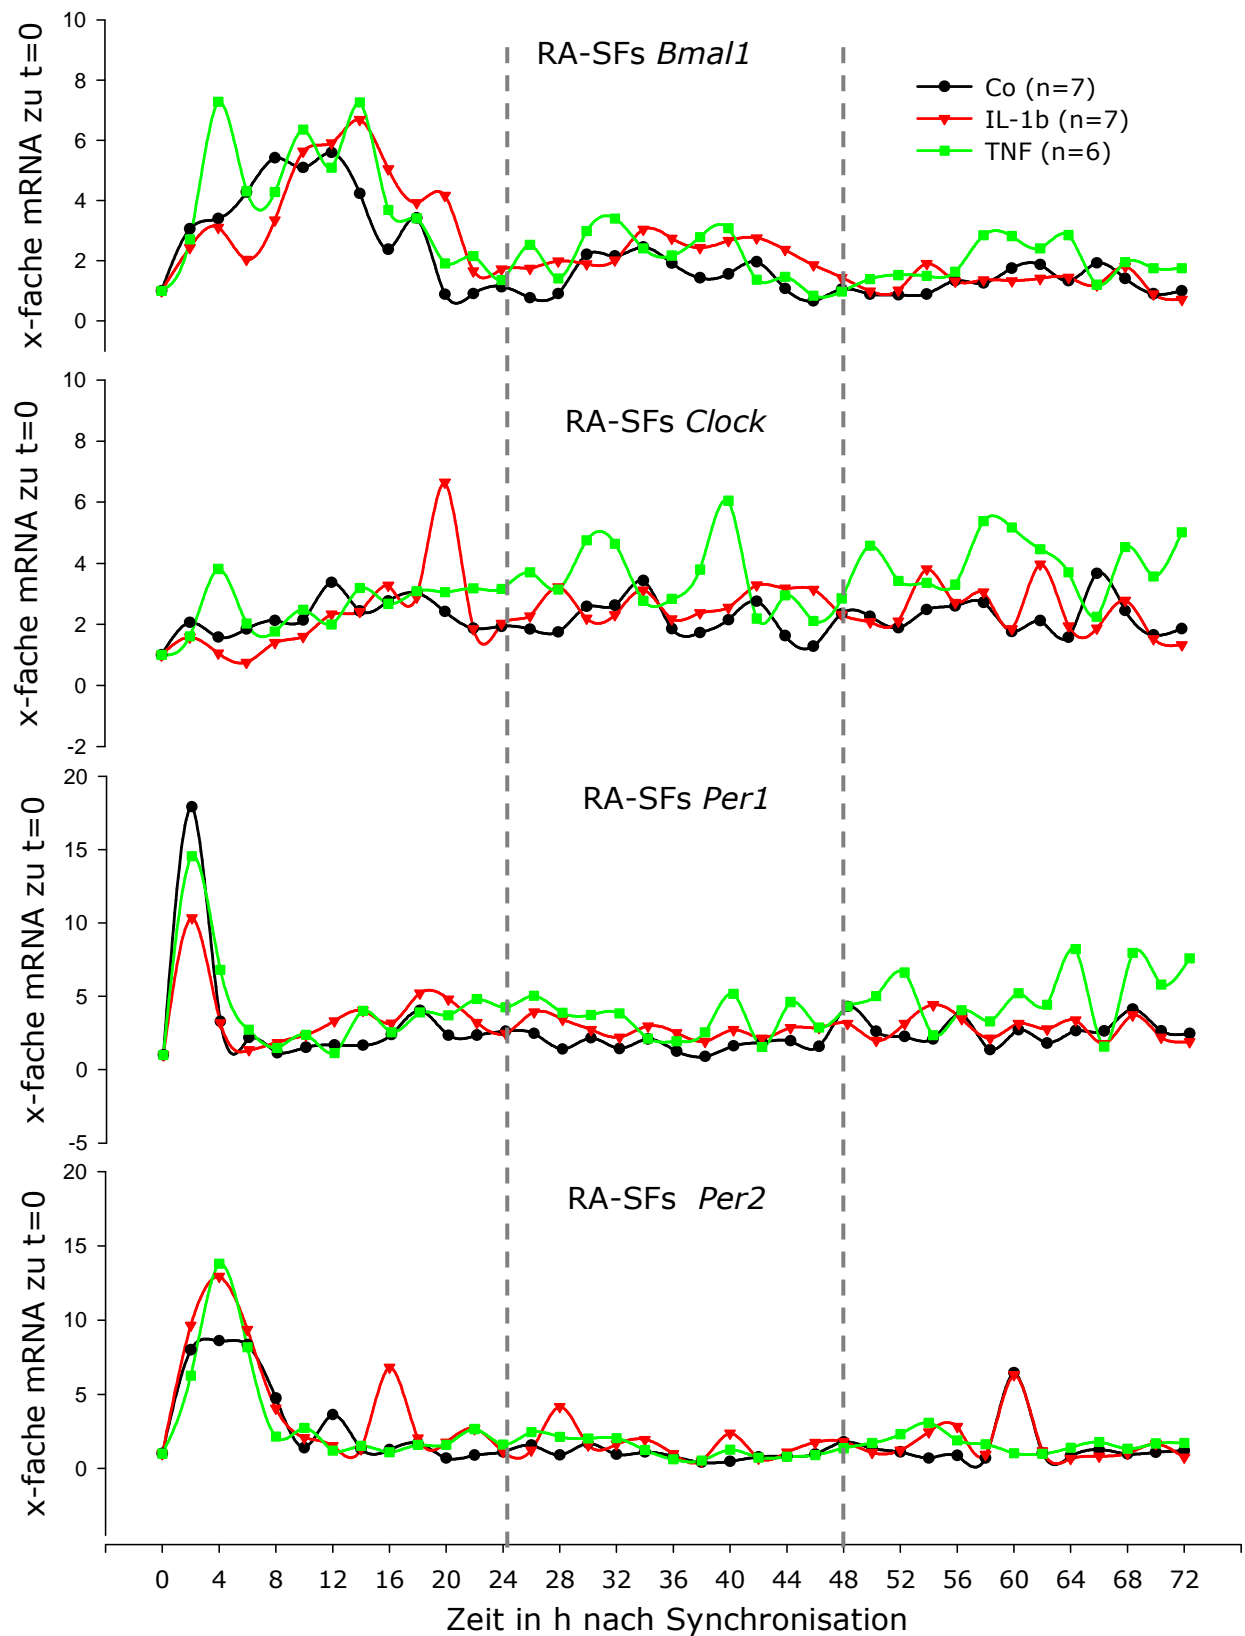 RA-SFs Bmal1
x-fache mRNA zu t=0
10
8
6
4
2
0
Co (n=7)
IL-1b (n=7)
TNF (n=6)
RA-SFs Clock
x-fache mRNA zu t=0
10
8
6
4
2
0
-2
RA-SFs Per1
x-fache mRNA zu t=0
20
15
10
5
0
-5
RA-SFs Per2
x-fache mRNA zu t=0
20
15
10
5
0
0 4 8 12 16 20 24 28 32 36 40 44 48 52 56 60 64 68 72
Zeit in h nach Synchronisation